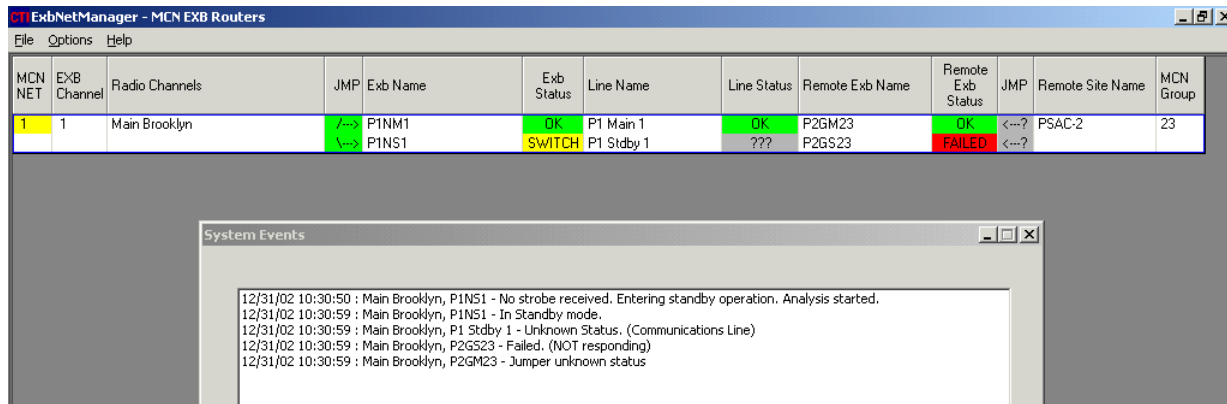 CTI ExbNetManager - MCN EXB Routers
File Options Help
MCN NET EXB Channel Radio Channels JMP Exb Name Exb Status Line Name Line Status Remote Exb Name Remote Exb Status JMP Remote Site Name MCN Group
1 1 Main Brooklyn /---> P1NM1 OK P1 Main 1 OK P2GM23 OK <---? PSAC-2 23
\---> P1NS1 SWITCH P1 Stdby 1 ??? P2GS23 FAILED <---?
System Events
12/31/02 10:30:50 : Main Brooklyn, P1NS1 - No strobe received. Entering standby operation. Analysis started.
12/31/02 10:30:59 : Main Brooklyn, P1NS1 - In Standby mode.
12/31/02 10:30:59 : Main Brooklyn, P1 Stdby 1 - Unknown Status. (Communications Line)
12/31/02 10:30:59 : Main Brooklyn, P2GS23 - Failed. (NOT responding)
12/31/02 10:30:59 : Main Brooklyn, P2GM23 - Jumper unknown status